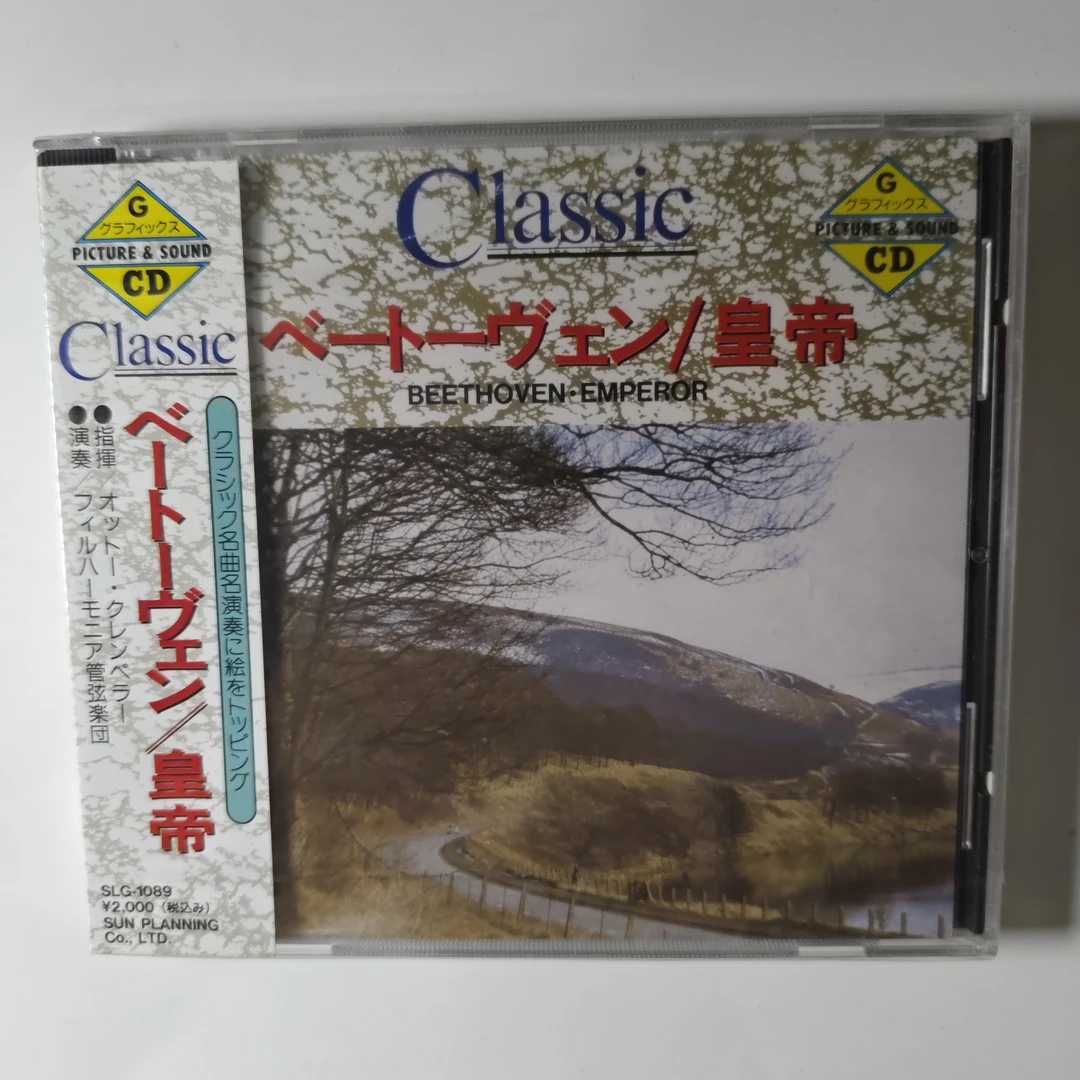 G
グラフィックス
PICTURE & SOUND
CD
Classic
クラシック名曲名演奏に絵をトッピング
ベートーヴェン/皇帝
●指揮/オットー・クレンペラー
●演奏/フィルハーモニア管弦楽団
SLG-1089
¥2,000(税込み)
SUN PLANNING
Co., LTD.
Classic
G
グラフィックス
PICTURE & SOUND
CD
ベートーヴェン/皇帝
BEETHOVEN・EMPEROR